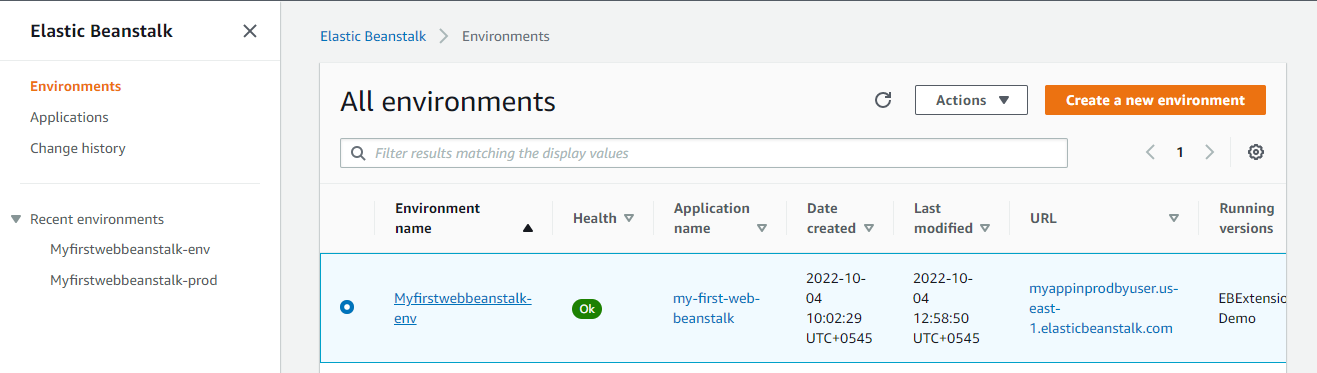 Elastic Beanstalk
Environments
Applications
Change history
Recent environments
Myfirstwebbeanstalk-env
Myfirstwebbeanstalk-prod
Elastic Beanstalk > Environments
All environments
Actions
Create a new environment
Filter results matching the display values
1
Environment
name
Health
Application
name
Date
created
Last
modified
URL
Running
versions
Myfirstwebbeanstalk-
env
Ok
my-first-web-
beanstalk
2022-10-
04
10:02:29
UTC+0545
2022-10-
04
12:58:50
UTC+0545
myappinprodbyuser.us-
east-
1.elasticbeanstalk.com
Demo